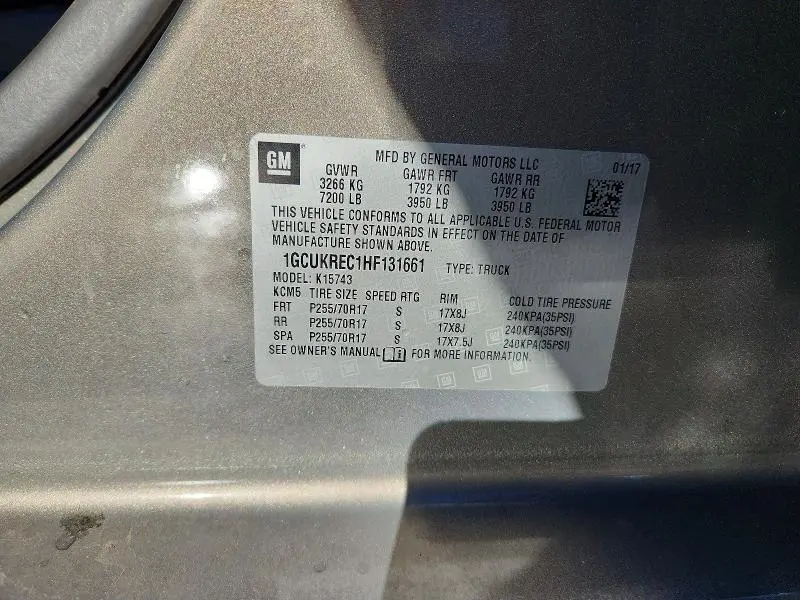 GM
MFD BY GENERAL MOTORS LLC 01/17
GVWR GAWR FRT GAWR RR
3266 KG 1792 KG 1792 KG
7200 LB 3950 LB 3950 LB
THIS VEHICLE CONFORMS TO ALL APPLICABLE U.S. FEDERAL MOTOR
VEHICLE SAFETY STANDARDS IN EFFECT ON THE DATE OF
MANUFACTURE SHOWN ABOVE.
1GCUKREC1HF131661 TYPE: TRUCK
MODEL: K15743
KCM5 TIRE SIZE SPEED RTG RIM COLD TIRE PRESSURE
FRT P255/70R17 S 17X8J 240KPA(35PSI)
RR P255/70R17 S 17X8J 240KPA(35PSI)
SPA P255/70R17 S 17X7.5J 240KPA(35PSI)
SEE OWNER'S MANUAL FOR MORE INFORMATION.